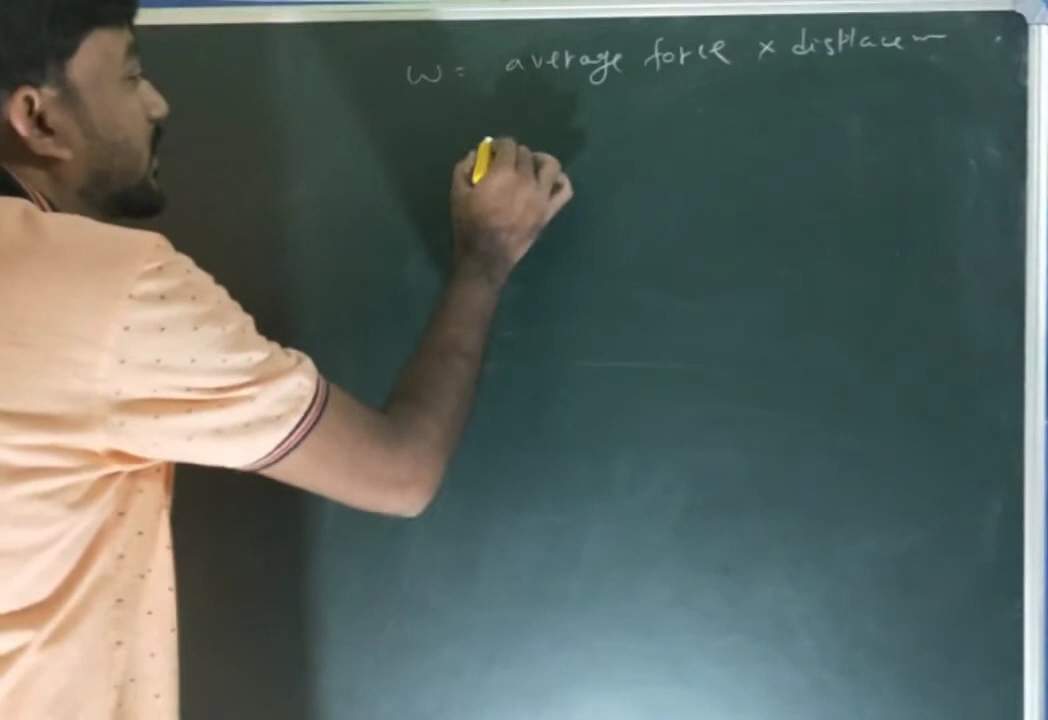 w = average force × displacem